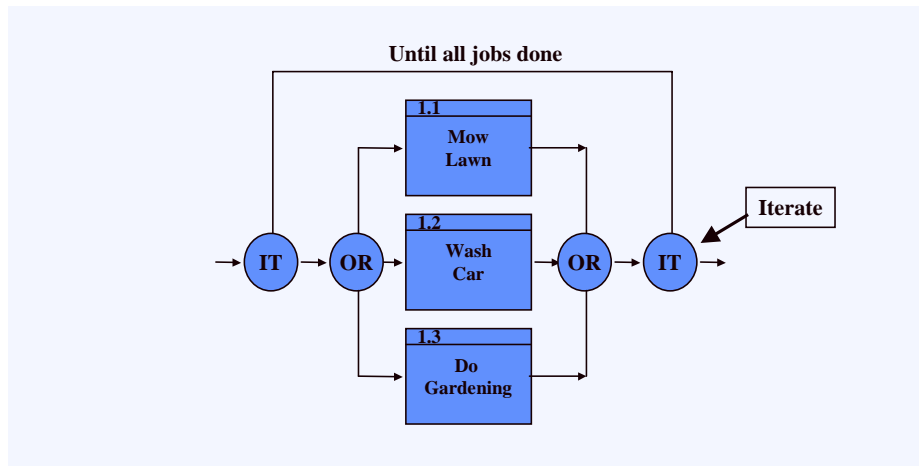 Until all jobs done
1.1
Mow
Lawn
Iterate
1.2
Wash
Car
IT
OR
OR
IT
1.3
Do
Gardening